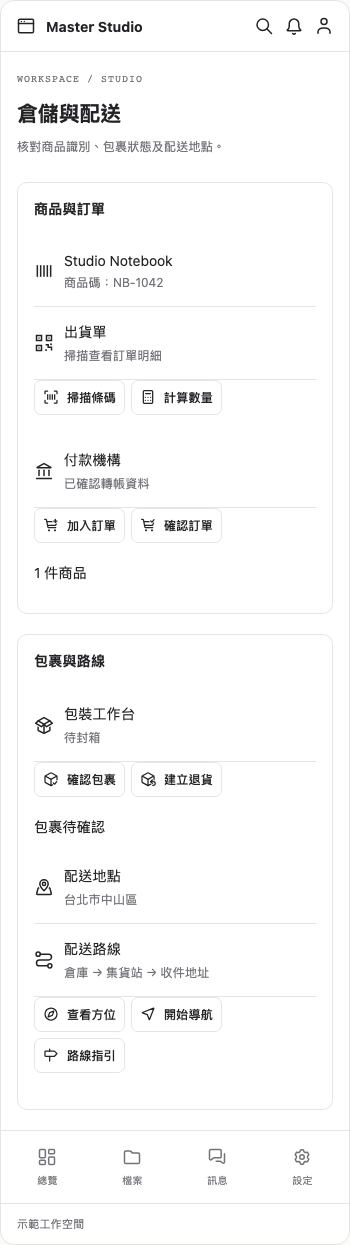 Master Studio
WORKSPACE / STUDIO
倉儲與配送
核對商品識別、包裹狀態及配送地點。
商品與訂單
Studio Notebook
商品碼：NB-1042
出貨單
掃描查看訂單明細
掃描條碼 計算數量
付款機構
已確認轉帳資料
加入訂單 確認訂單
1 件商品
包裹與路線
包裝工作台
待封箱
確認包裹 建立退貨
包裹待確認
配送地點
台北市中山區
配送路線
倉庫 → 集貨站 → 收件地址
查看方位 開始導航
路線指引
總覽 檔案 訊息 設定
示範工作空間